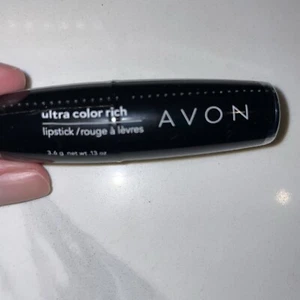 ultra color rich
lipstick/rouge à lèvres
AVON
3.6 g net wt. .13 oz.